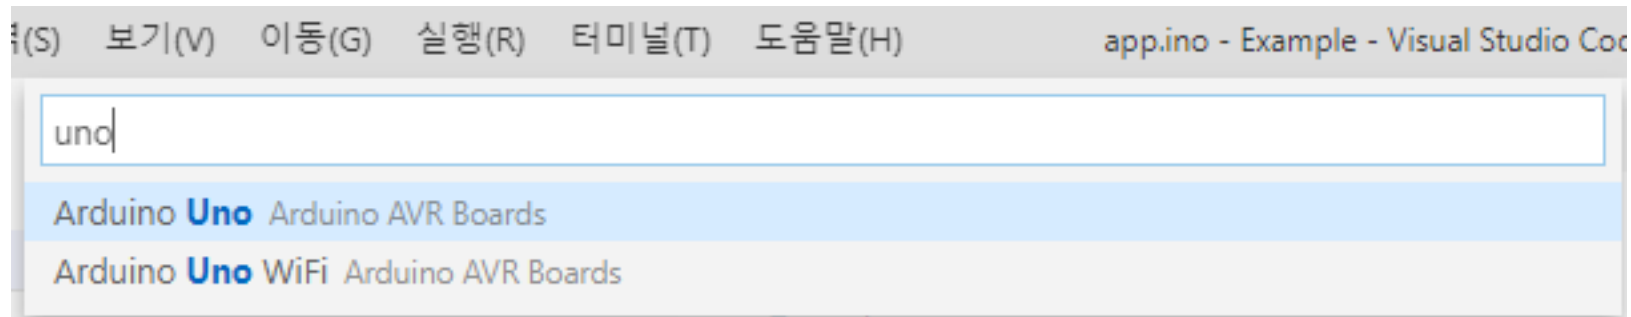 (S) 보기(V) 이동(G) 실행(R) 터미널(T) 도움말(H) app.ino - Example - Visual Studio
uno
Arduino Uno Arduino AVR Boards
Arduino Uno WiFi Arduino AVR Boards